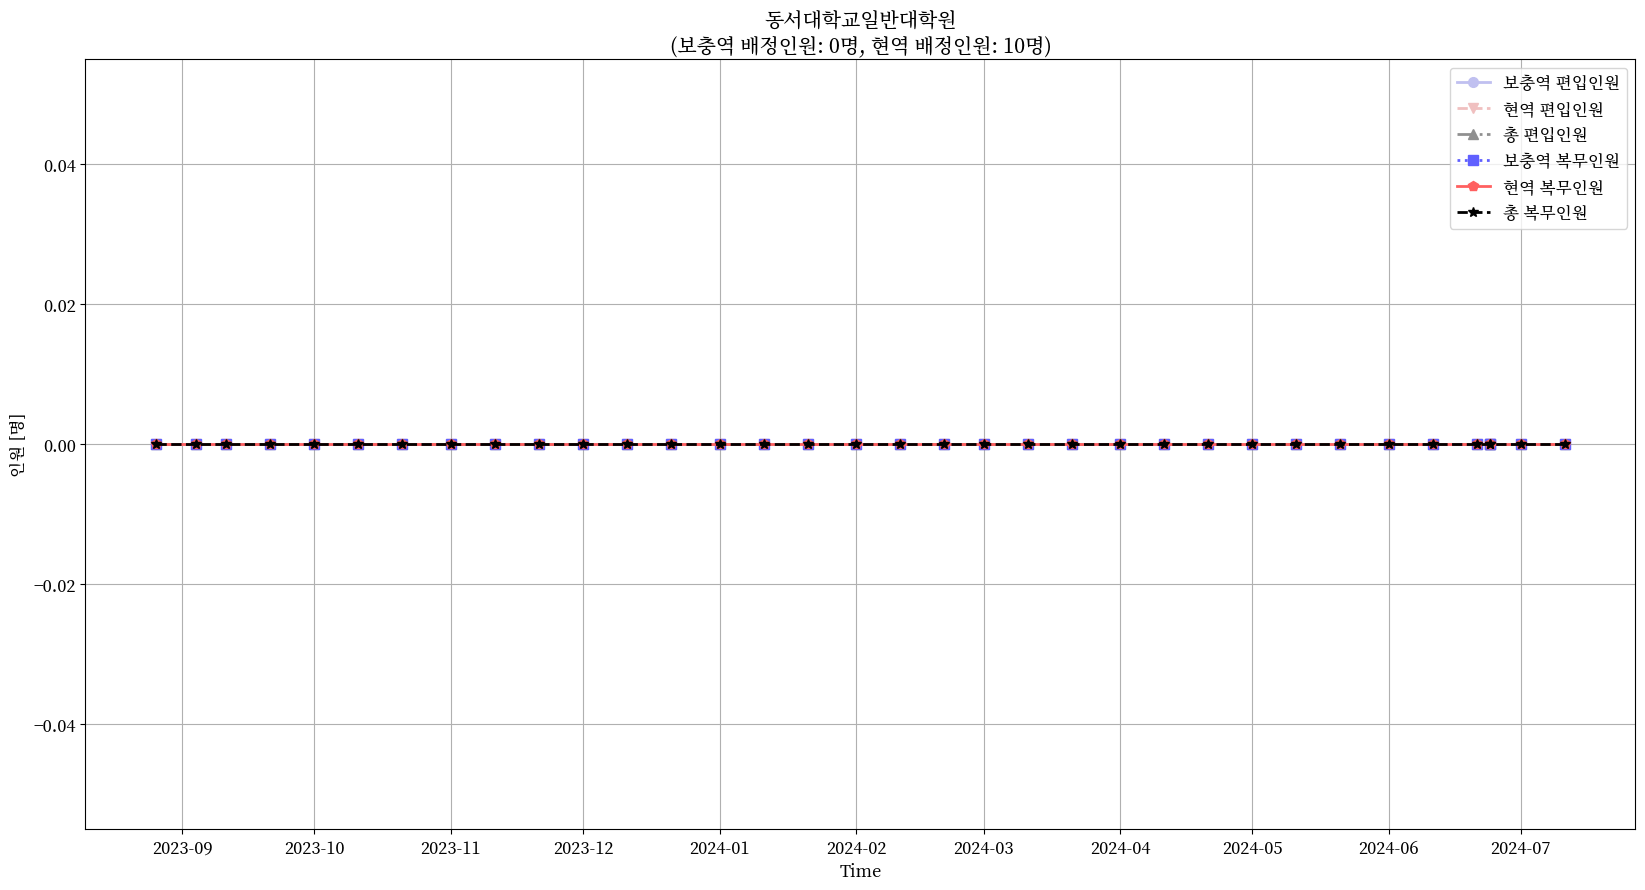 동서대학교일반대학원
(보충역 배정인원: 0명, 현역 배정인원: 10명)
보충역 편입인원
현역 편입인원
총 편입인원
보충역 복무인원
현역 복무인원
총 복무인원
인원 [명]
0.04
0.02
0.00
−0.02
−0.04
2023-09 2023-10 2023-11 2023-12 2024-01 2024-02 2024-03 2024-04 2024-05 2024-06 2024-07
Time